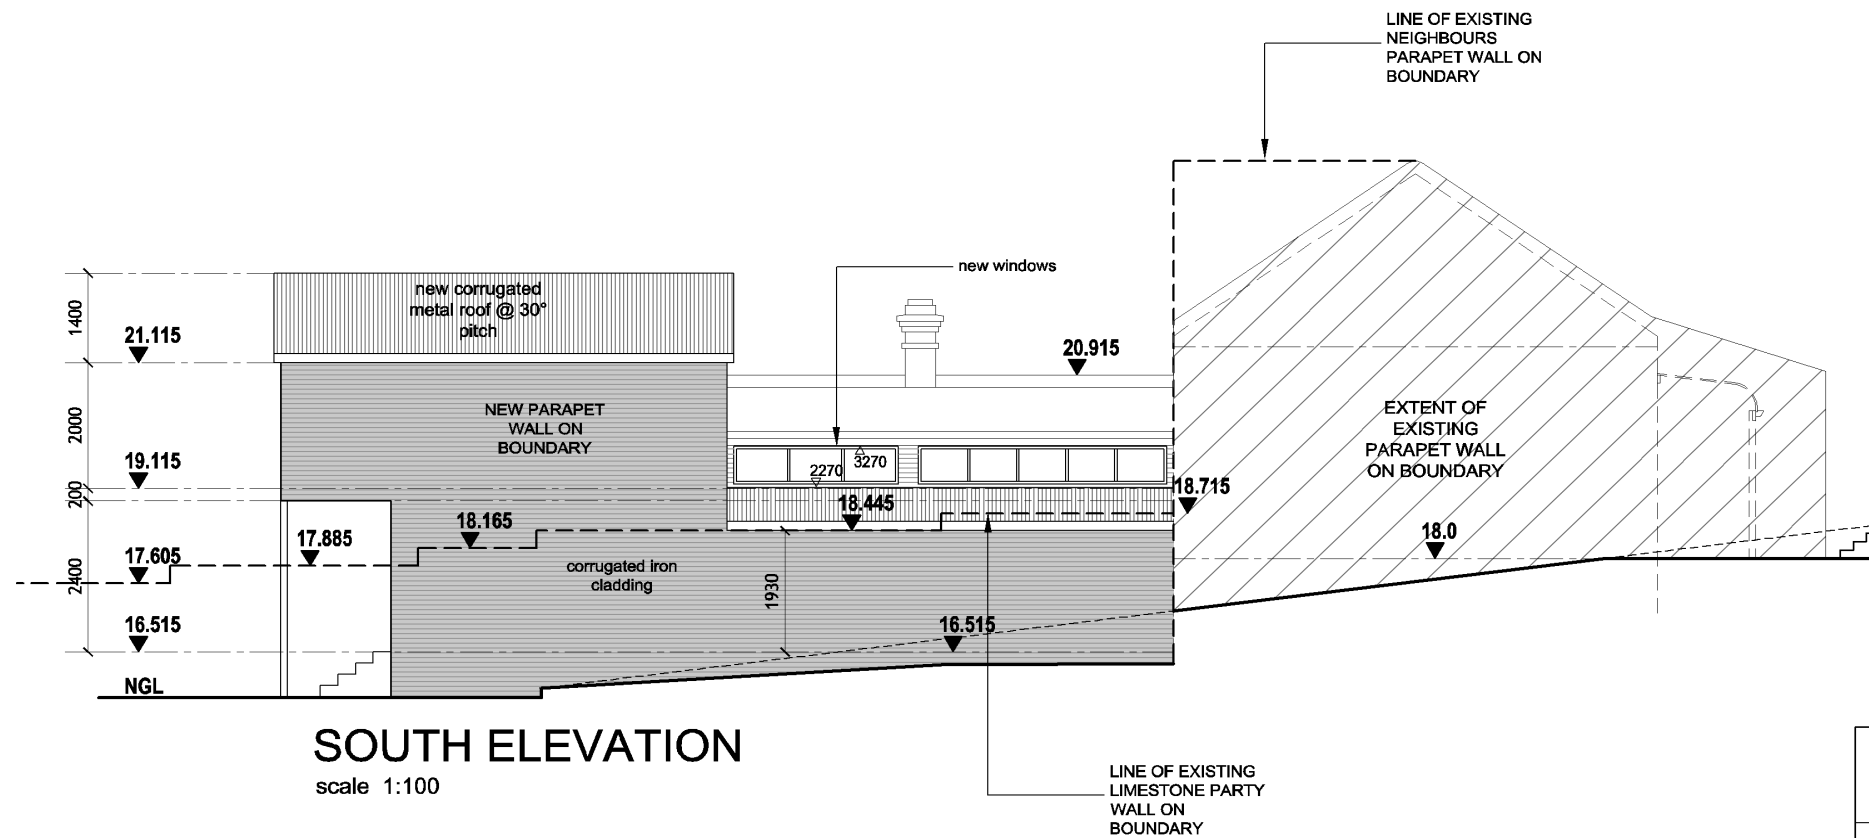 LINE OF EXISTING
NEIGHBOURS
PARAPET WALL ON
BOUNDARY
new windows
new corrugated
metal roof @ 30°
pitch
1400
21.115
20.915
2000
NEW PARAPET
WALL ON
BOUNDARY
EXTENT OF
EXISTING
PARAPET WALL
ON BOUNDARY
19.115
2270
3270
200
18.445
18.715
18.165
17.885
18.0
17.605
2400
corrugated iron
cladding
1930
16.515
16.515
NGL
SOUTH ELEVATION
scale 1:100
LINE OF EXISTING
LIMESTONE PARTY
WALL ON
BOUNDARY